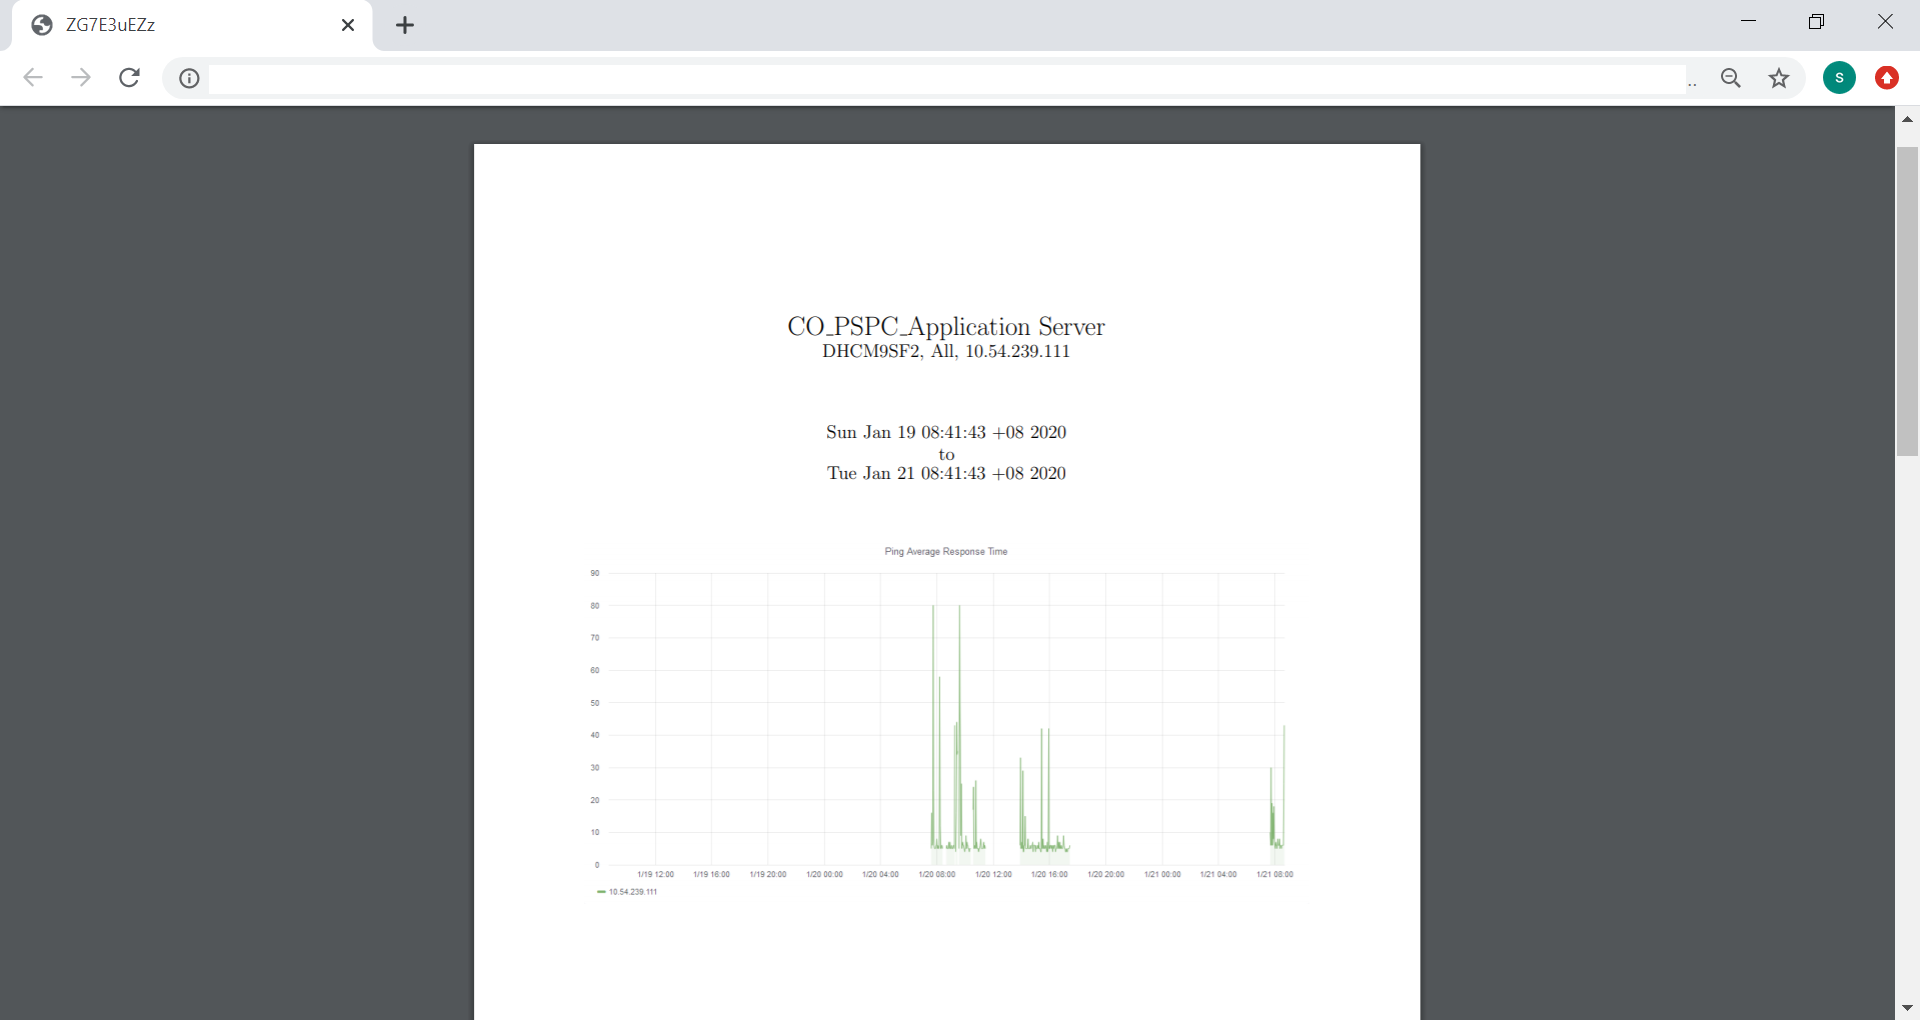 ZG7E3uEZz
..
S
CO_PSPC_Application Server
DHCM9SF2, All, 10.54.239.111
Sun Jan 19 08:41:43 +08 2020
to
Tue Jan 21 08:41:43 +08 2020
Ping Average Response Time
90
80
70
60
50
40
30
20
10
0
1/19 12:00 1/19 16:00 1/19 20:00 1/20 00:00 1/20 04:00 1/20 08:00 1/20 12:00 1/20 16:00 1/20 20:00 1/21 00:00 1/21 04:00 1/21 08:00
10.54.239.111